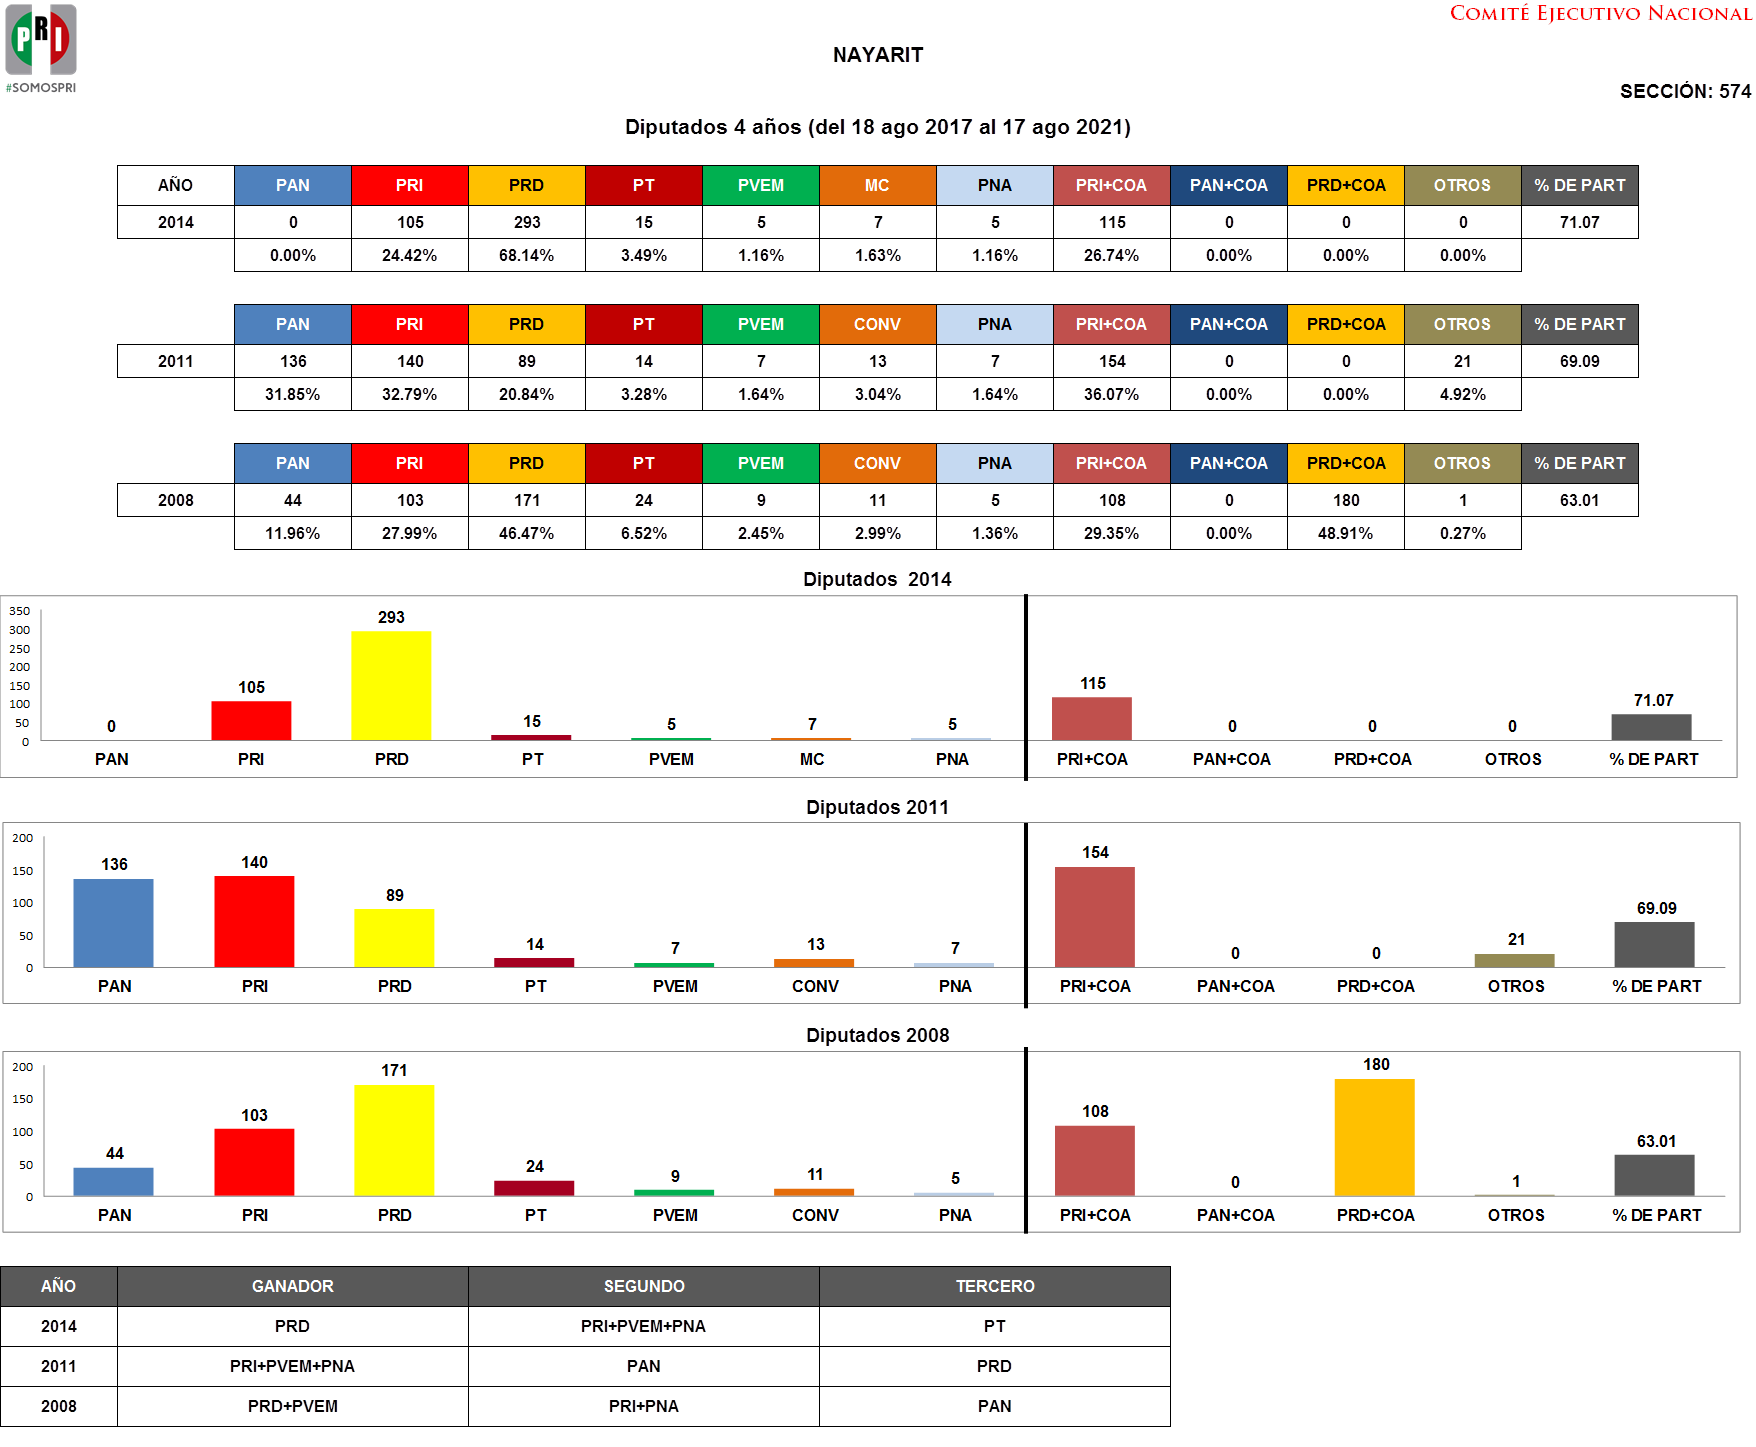 PRI
#SOMOSPRI
COMITÉ EJECUTIVO NACIONAL
NAYARIT
SECCIÓN: 574
Diputados 4 años (del 18 ago 2017 al 17 ago 2021)
AÑO PAN PRI PRD PT PVEM MC PNA PRI+COA PAN+COA PRD+COA OTROS % DE PART
2014 0 105 293 15 5 7 5 115 0 0 0 71.07
0.00% 24.42% 68.14% 3.49% 1.16% 1.63% 1.16% 26.74% 0.00% 0.00% 0.00%
PAN PRI PRD PT PVEM CONV PNA PRI+COA PAN+COA PRD+COA OTROS % DE PART
2011 136 140 89 14 7 13 7 154 0 0 21 69.09
31.85% 32.79% 20.84% 3.28% 1.64% 3.04% 1.64% 36.07% 0.00% 0.00% 4.92%
PAN PRI PRD PT PVEM CONV PNA PRI+COA PAN+COA PRD+COA OTROS % DE PART
2008 44 103 171 24 9 11 5 108 0 180 1 63.01
11.96% 27.99% 46.47% 6.52% 2.45% 2.99% 1.36% 29.35% 0.00% 48.91% 0.27%
Diputados 2014
350
300
250
200
150
100
50
0
0 105 293 15 5 7 5 115 0 0 0 71.07
PAN PRI PRD PT PVEM MC PNA PRI+COA PAN+COA PRD+COA OTROS % DE PART
Diputados 2011
200
150
100
50
0
136 140 89 14 7 13 7 154 0 0 21 69.09
PAN PRI PRD PT PVEM CONV PNA PRI+COA PAN+COA PRD+COA OTROS % DE PART
Diputados 2008
200
150
100
50
0
44 103 171 24 9 11 5 108 0 180 1 63.01
PAN PRI PRD PT PVEM CONV PNA PRI+COA PAN+COA PRD+COA OTROS % DE PART
AÑO GANADOR SEGUNDO TERCERO
2014 PRD PRI+PVEM+PNA PT
2011 PRI+PVEM+PNA PAN PRD
2008 PRD+PVEM PRI+PNA PAN